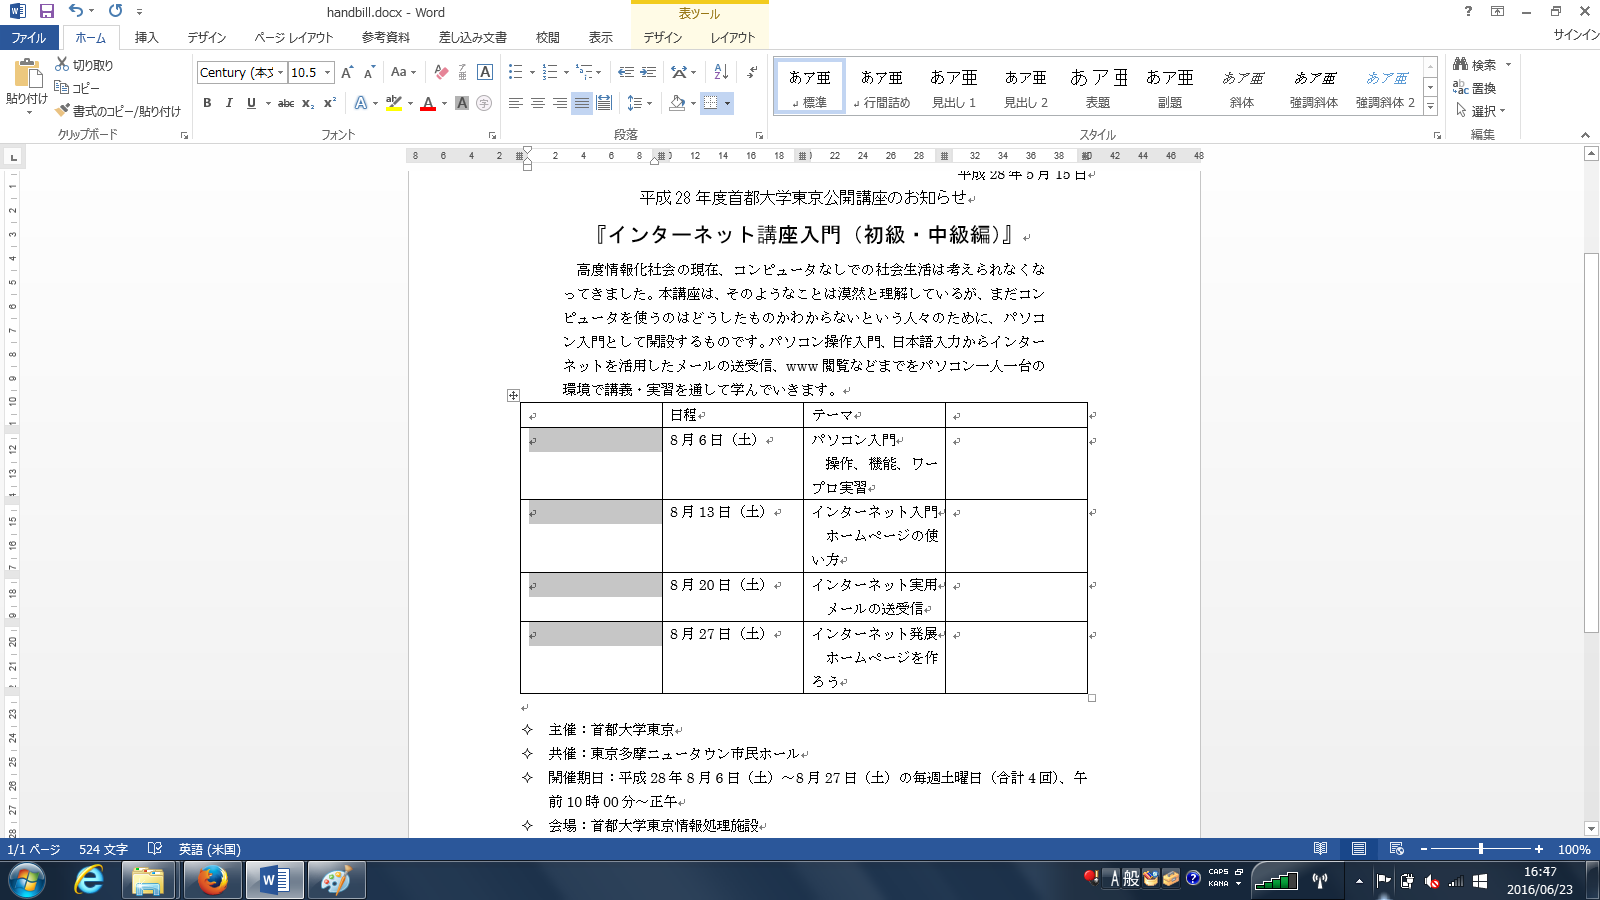 handbill.docx - Word
表ツール
サインイン
ファイル ホーム 挿入 デザイン ページ レイアウト 参考資料 差し込み文書 校閲 表示 デザイン レイアウト
貼り付け
切り取り
コピー
書式のコピー/貼り付け
クリップボード
Century (本文 10.5
B I U abc x₂ x²
フォント
段落
あア亜 あア亜 あア亜 あア亜 あア亜 あア亜 あア亜 あア亜 あア亜
標準 行間詰め 見出し 1 見出し 2 表題 副題 斜体 強調斜体 強調斜体 2
スタイル
検索
置換
選択
編集
8 6 4 2 2 4 6 8 12 14 16 18 22 24 26 28 32 34 36 38 42 44 46 48
平成 28 年 5 月 15 日
平成 28 年度首都大学東京公開講座のお知らせ
『インターネット講座入門（初級・中級編）』
高度情報化社会の現在、コンピュータなしでの社会生活は考えられなくな
ってきました。本講座は、そのようなことは漠然と理解しているが、まだコン
ピュータを使うのはどうしたものかわからないという人々のために、パソコ
ン入門として開設するものです。パソコン操作入門、日本語入力からインター
ネットを活用したメールの送受信、www 閲覧などまでをパソコン一人一台の
環境で講義・実習を通して学んでいきます。
日程 テーマ
8 月 6 日（土） パソコン入門
操作、機能、ワー
プロ実習
8 月 13 日（土） インターネット入門
ホームページの使
い方
8 月 20 日（土） インターネット実用
メールの送受信
8 月 27 日（土） インターネット発展
ホームページを作
ろう
主催：首都大学東京
共催：東京多摩ニュータウン市民ホール
開催期日：平成 28 年 8 月 6 日（土）～8 月 27 日（土）の毎週土曜日（合計 4 回）、午
前 10 時 00 分～正午
会場：首都大学東京情報処理施設
1/1 ページ 524 文字 英語 (米国) 100%
A 般 CAPS KANA
16:47
2016/06/23